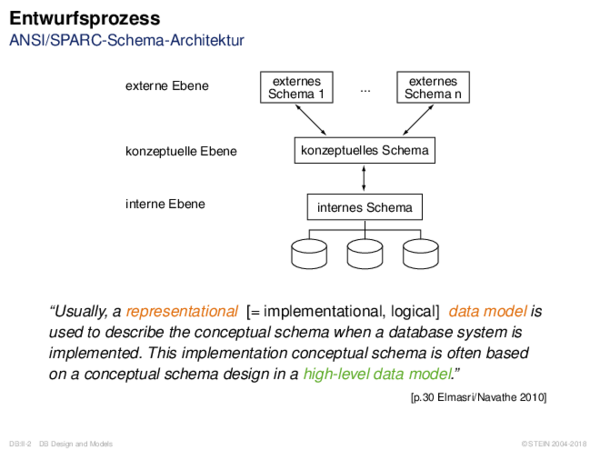 Entwurfsprozess
ANSI/SPARC-Schema-Architektur
externe Ebene
externes
Schema 1
...
externes
Schema n
konzeptuelle Ebene
konzeptuelles Schema
interne Ebene
internes Schema
“Usually, a representational [= implementational, logical] data model is
used to describe the conceptual schema when a database system is
implemented. This implementation conceptual schema is often based
on a conceptual schema design in a high-level data model.”
[p.30 Elmasri/Navathe 2010]
DB:II-2 DB Design and Models
© STEIN 2004-2018